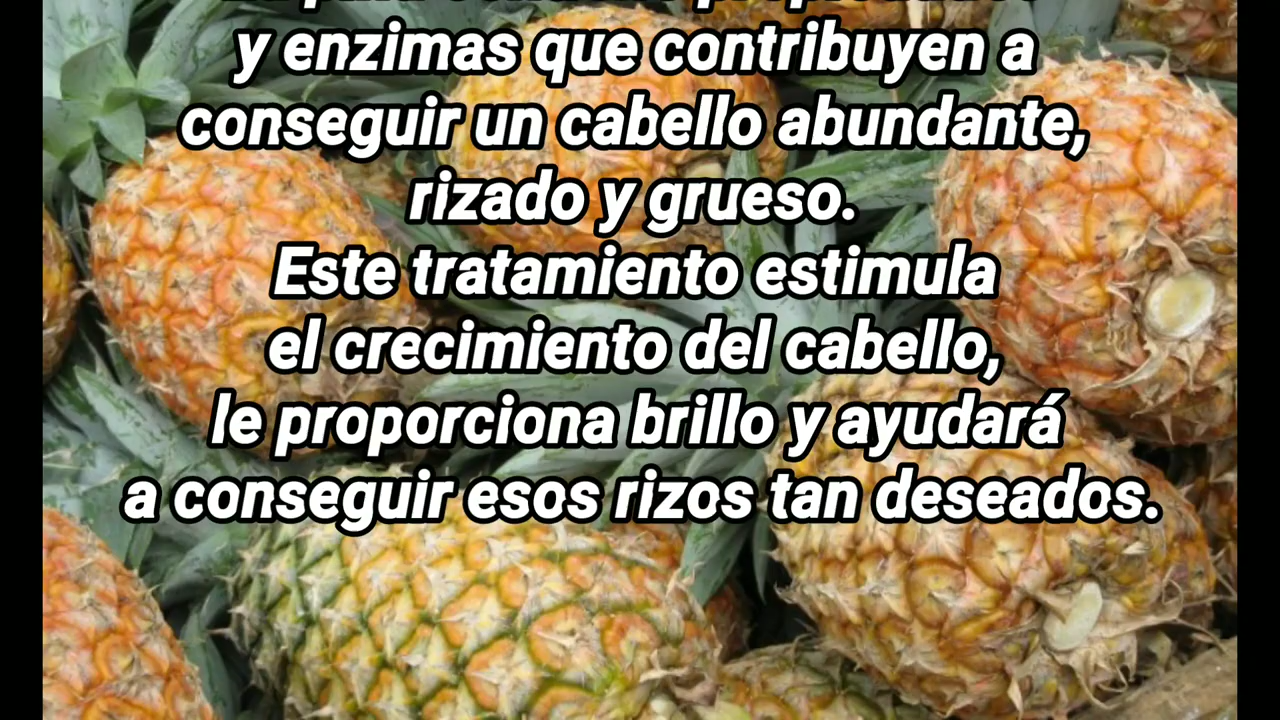 y enzimas que contribuyen a
conseguir un cabello abundante,
rizado y grueso.
Este tratamiento estimula
el crecimiento del cabello,
le proporciona brillo y ayudará
a conseguir esos rizos tan deseados.